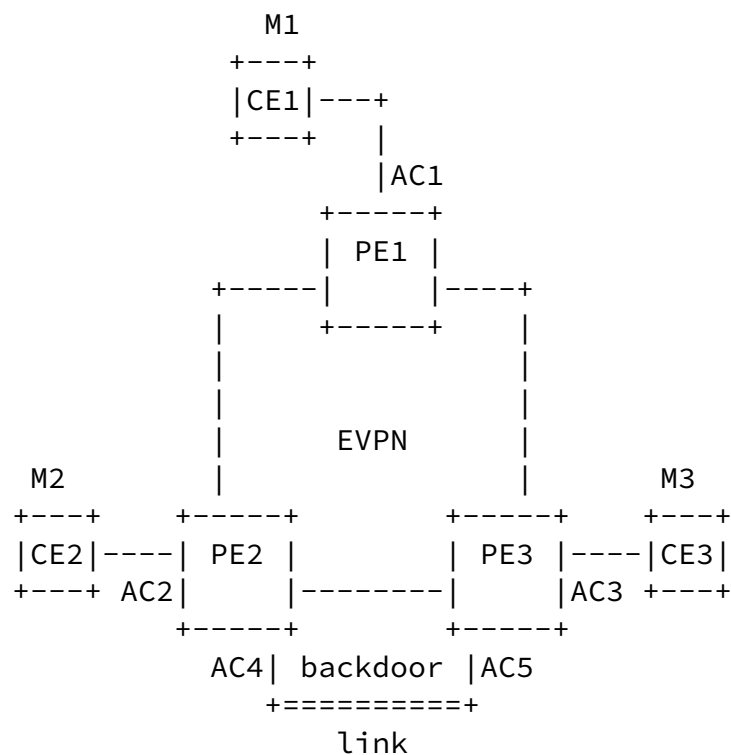 M1
+---+
|CE1|---+
+---+   |
|AC1
+-----+
| PE1 |
+-----|     |----+
|     +-----+    |
|                |
|                |
|      EVPN      |
M2        |                |       M3
+---+    +-----+        +-----+    +---+
|CE2|----| PE2 |        | PE3 |----|CE3|
+---+ AC2|     |--------|     |AC3 +---+
+-----+        +-----+
AC4| backdoor |AC5
+==========+
link